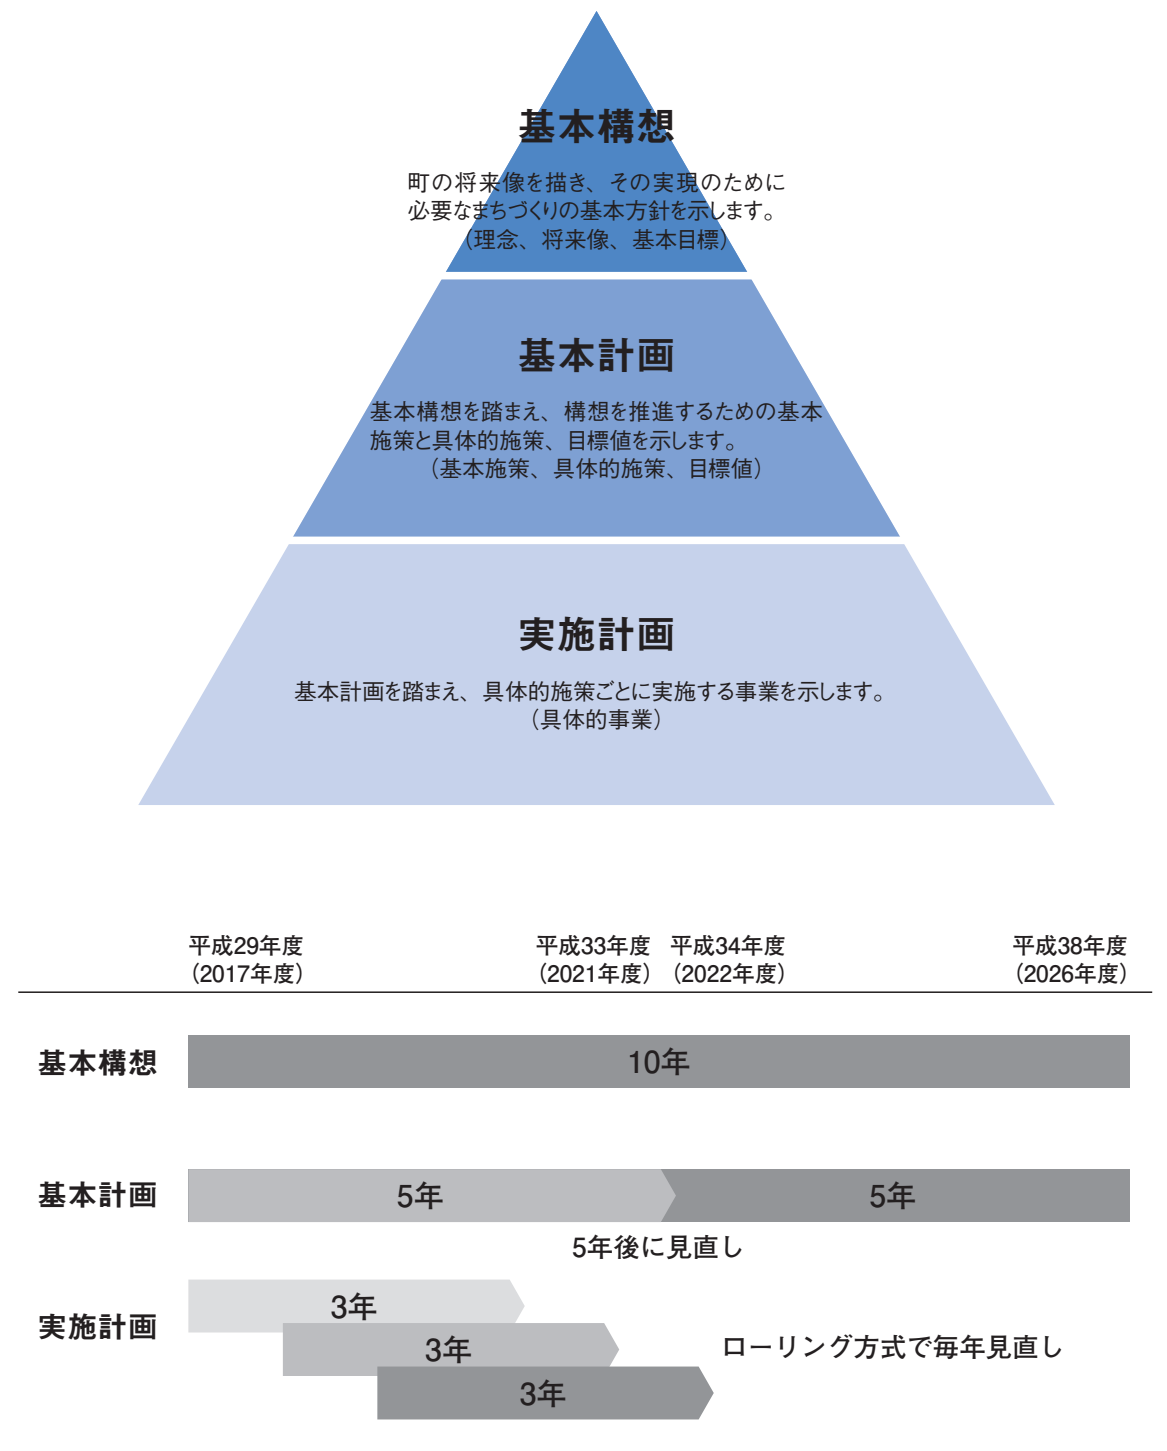 基本構想
町の将来像を描き、その実現のために
必要なまちづくりの基本方針を示します。
（理念、将来像、基本目標）
基本計画
基本構想を踏まえ、構想を推進するための基本
施策と具体的施策、目標値を示します。
（基本施策、具体的施策、目標値）
実施計画
基本計画を踏まえ、具体的施策ごとに実施する事業を示します。
（具体的事業）
平成29年度 平成33年度 平成34年度 平成38年度
（2017年度） （2021年度） （2022年度） （2026年度）
基本構想 10年
基本計画 5年 5年
5年後に見直し
実施計画
3年
3年
3年
ローリング方式で毎年見直し